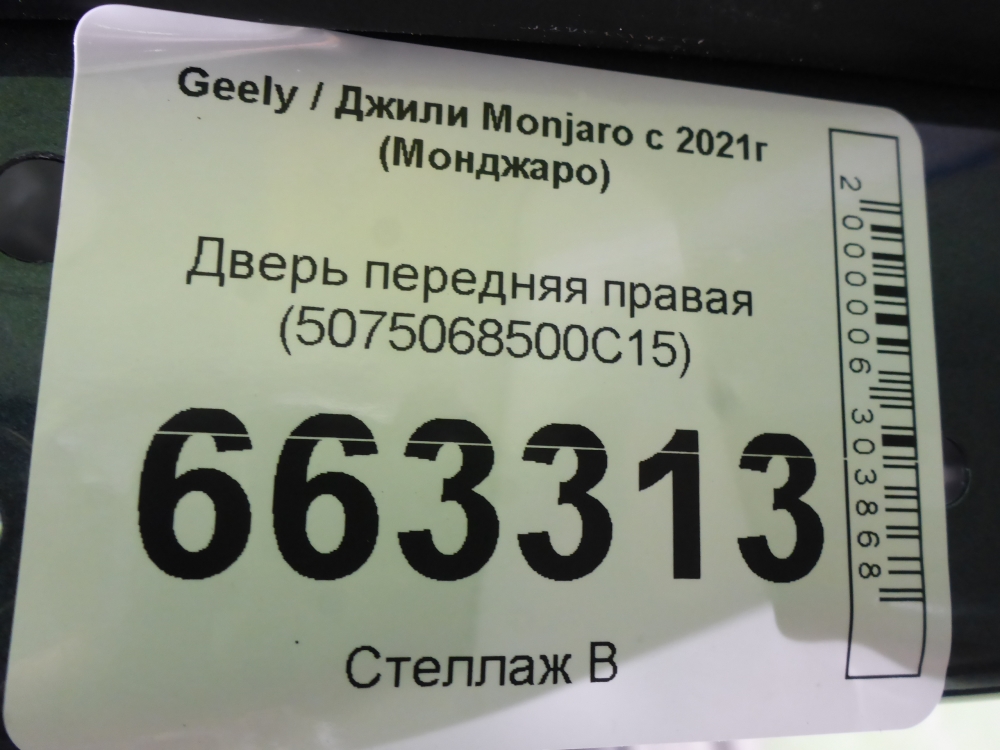 Geely / Джили Monjaro с 2021г
(Монджаро)
Дверь передняя правая
(5075068500C15)
663313
Стеллаж В
2000006303868